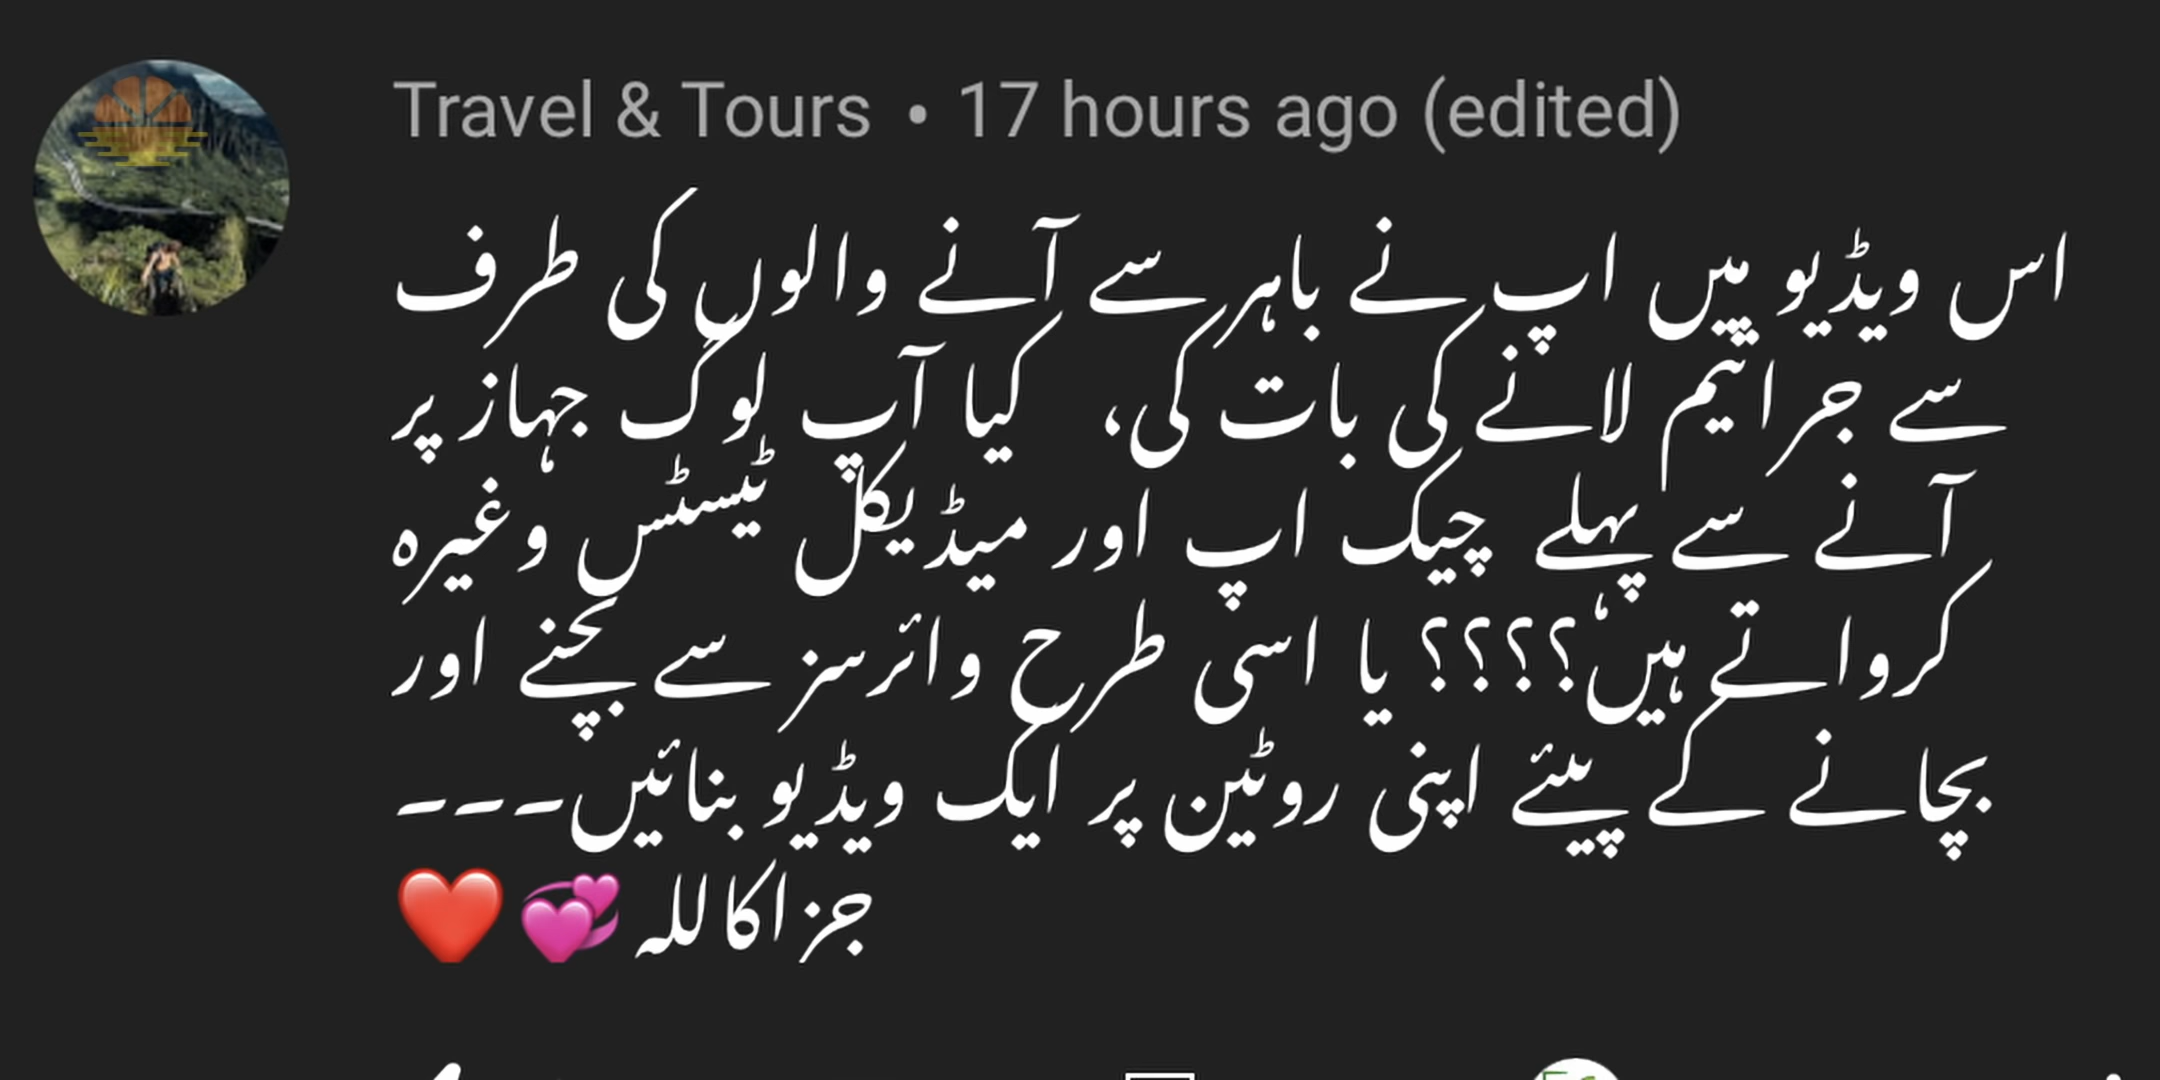 Travel & Tours • 17 hours ago (edited)
اس ویڈیو میں اپ نے باہر سے آنے والوں کی طرف
سے جراثیم لانے کی بات کی، کیا آپ لوگ جہاز پر
آنے سے پہلے چیک اپ اور میڈیکل ٹیسٹس وغیرہ
کرواتے ہیں؟؟؟؟ یا اسی طرح وائرسز سے بچنے اور
بچانے کے پیئے اپنی روٹین پر ایک ویڈیو بنائیں۔۔۔
جزاکاللہ 💞 ❤️